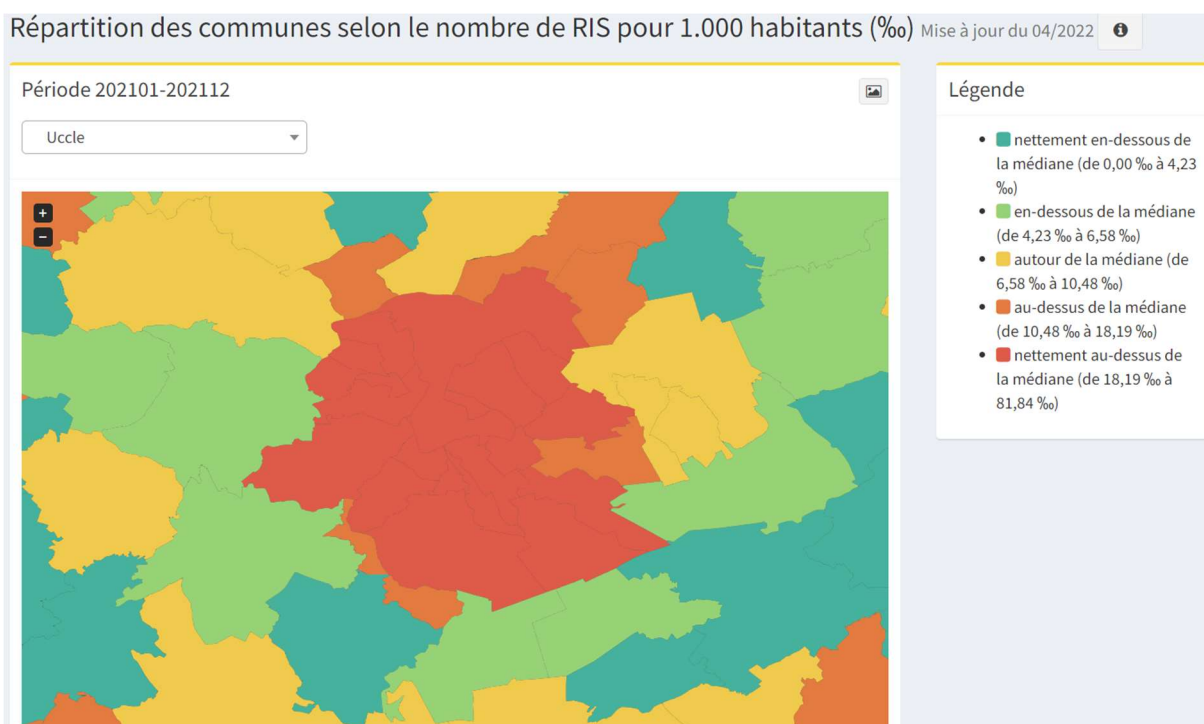 Répartition des communes selon le nombre de RIS pour 1.000 habitants (‰) Mise à jour du 04/2022
Période 202101-202112
Uccle
+
−
Légende
nettement en-dessous de
la médiane (de 0,00 ‰ à 4,23
‰)
en-dessous de la médiane
(de 4,23 ‰ à 6,58 ‰)
autour de la médiane (de
6,58 ‰ à 10,48 ‰)
au-dessus de la médiane
(de 10,48 ‰ à 18,19 ‰)
nettement au-dessus de
la médiane (de 18,19 ‰ à
81,84 ‰)